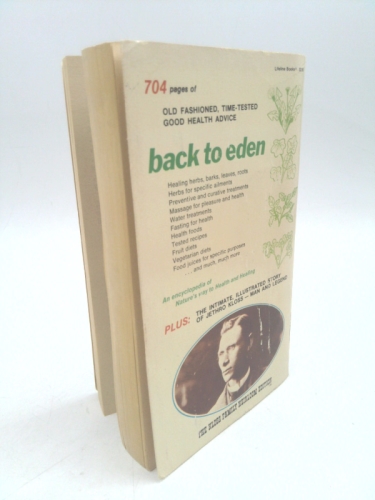 Lifeline Books
704 pages of
OLD FASHIONED, TIME-TESTED
GOOD HEALTH ADVICE
back to eden
Healing herbs, barks, leaves, roots
Herbs for specific ailments
Preventive and curative treatments
Massage for pleasure and health
Water treatments
Fasting for health
Health foods
Tested recipes
Fruit diets
Vegetarian diets
Food juices for specific purposes
. . . and much, much more
An encyclopedia of
Nature's way to Health and Healing
PLUS: THE INTIMATE, ILLUSTRATED STORY
OF JETHRO KLOSS — MAN AND LEGEND
THE KLOSS FAMILY HEIRLOOM EDITION